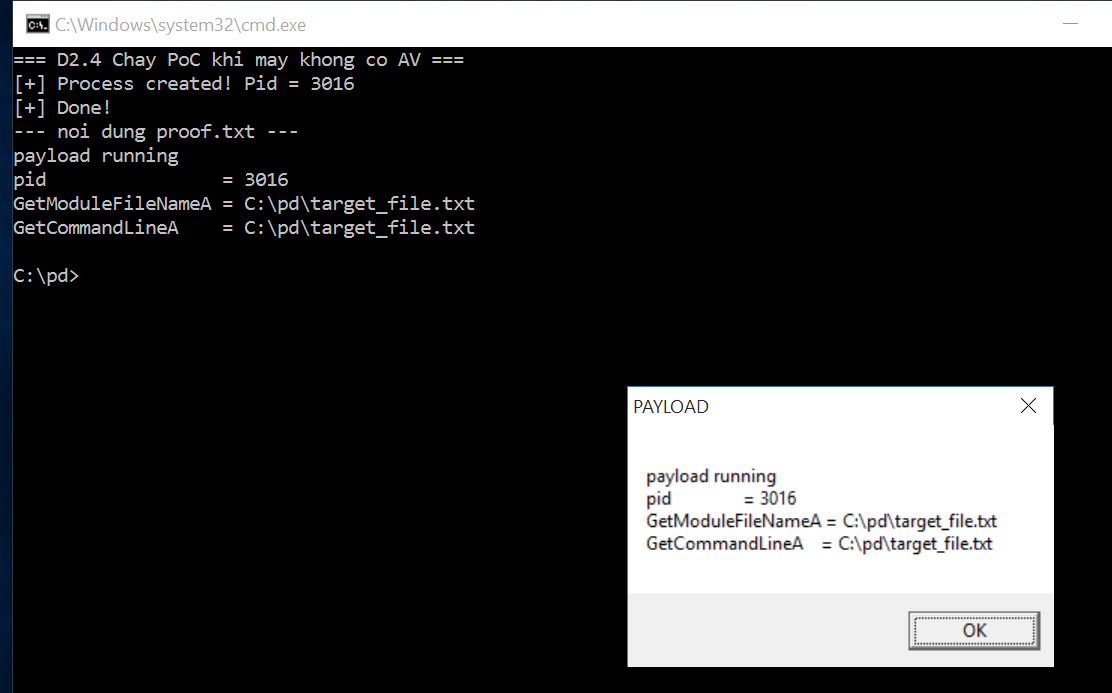 C:\Windows\system32\cmd.exe
=== D2.4 Chay PoC khi may khong co AV ===
[+] Process created! Pid = 3016
[+] Done!
--- noi dung proof.txt ---
payload running
pid                = 3016
GetModuleFileNameA = C:\pd\target_file.txt
GetCommandLineA    = C:\pd\target_file.txt
C:\pd>
PAYLOAD
payload running
pid                = 3016
GetModuleFileNameA = C:\pd\target_file.txt
GetCommandLineA    = C:\pd\target_file.txt
OK